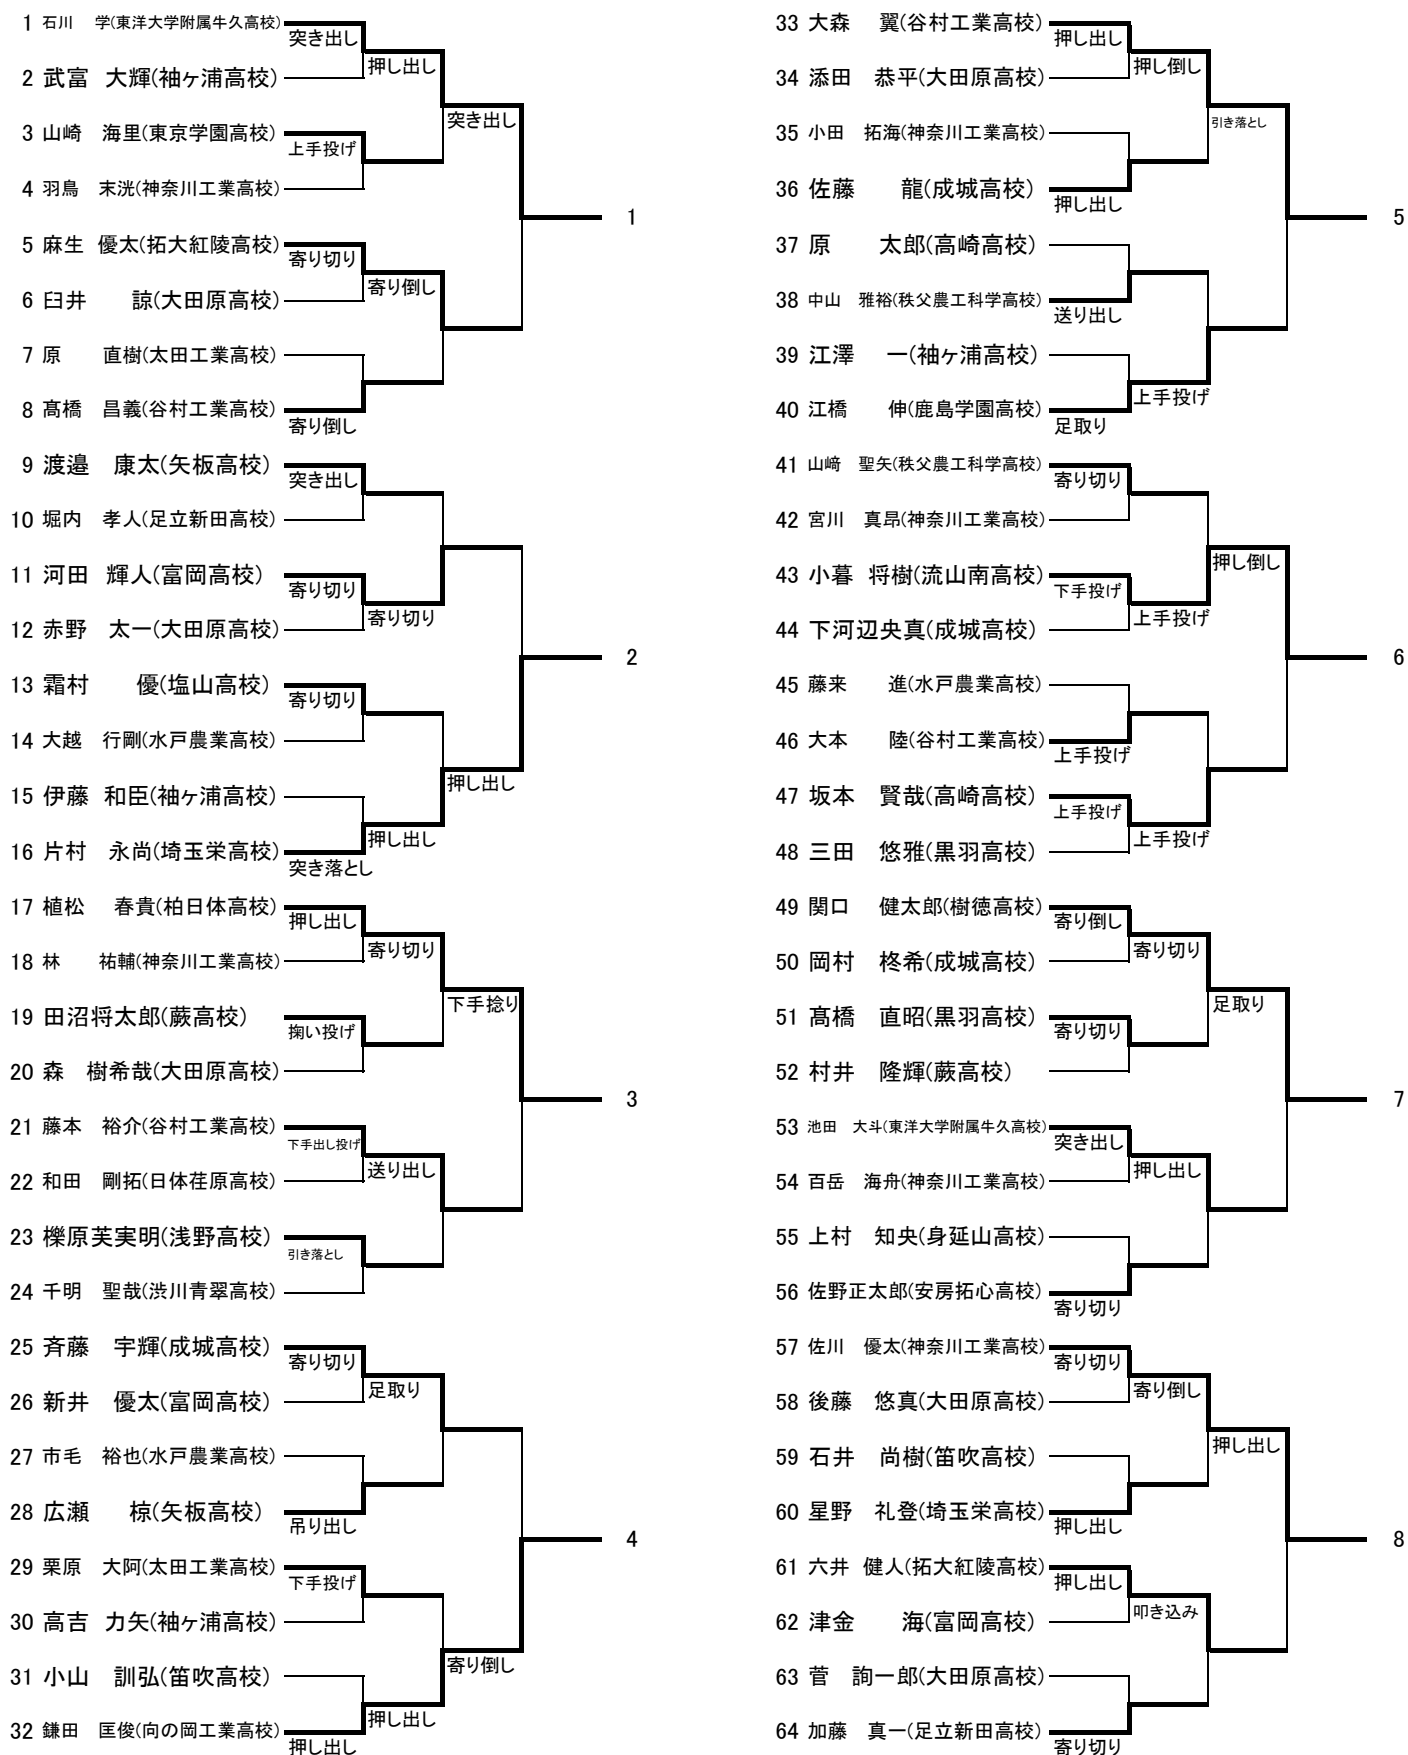 1 石川　学(東洋大学附属牛久高校)
突き出し
押し出し
2 武富　大輝(袖ヶ浦高校)
突き出し
3 山崎　海里(東京学園高校)
上手投げ
4 羽鳥　末洸(神奈川工業高校)
1
5 麻生　優太(拓大紅陵高校)
寄り切り
寄り倒し
6 臼井　諒(大田原高校)
7 原　直樹(太田工業高校)
8 髙橋　昌義(谷村工業高校)
寄り倒し
9 渡邉　康太(矢板高校)
突き出し
10 堀内　孝人(足立新田高校)
11 河田　輝人(富岡高校)
寄り切り
寄り切り
12 赤野　太一(大田原高校)
2
13 霜村　優(塩山高校)
寄り切り
14 大越　行剛(水戸農業高校)
押し出し
15 伊藤　和臣(袖ヶ浦高校)
押し出し
16 片村　永尚(埼玉栄高校)
突き落とし
17 植松　春貴(柏日体高校)
押し出し
寄り切り
18 林　祐輔(神奈川工業高校)
下手捻り
19 田沼将太郎(蕨高校)
掬い投げ
20 森　樹希哉(大田原高校)
3
21 藤本　裕介(谷村工業高校)
下手出し投げ
送り出し
22 和田　剛拓(日体荏原高校)
23 櫟原芙実明(浅野高校)
引き落とし
24 千明　聖哉(渋川青翠高校)
25 斉藤　宇輝(成城高校)
寄り切り
足取り
26 新井　優太(富岡高校)
27 市毛　裕也(水戸農業高校)
28 広瀬　椋(矢板高校)
吊り出し
4
29 栗原　大阿(太田工業高校)
下手投げ
30 高吉　力矢(袖ヶ浦高校)
寄り倒し
31 小山　訓弘(笛吹高校)
押し出し
32 鎌田　匡俊(向の岡工業高校)
押し出し
33 大森　翼(谷村工業高校)
押し出し
押し倒し
34 添田　恭平(大田原高校)
引き落とし
35 小田　拓海(神奈川工業高校)
36 佐藤　龍(成城高校)
押し出し
5
37 原　太郎(高崎高校)
38 中山　雅裕(秩父農工科学高校)
送り出し
39 江澤　一(袖ヶ浦高校)
上手投げ
40 江橋　伸(鹿島学園高校)
足取り
41 山﨑　聖矢(秩父農工科学高校)
寄り切り
42 宮川　真昂(神奈川工業高校)
押し倒し
43 小暮　将樹(流山南高校)
下手投げ
上手投げ
44 下河辺央真(成城高校)
6
45 藤来　進(水戸農業高校)
46 大本　陸(谷村工業高校)
上手投げ
47 坂本　賢哉(高崎高校)
上手投げ
上手投げ
48 三田　悠雅(黒羽高校)
49 関口　健太郎(樹徳高校)
寄り倒し
寄り切り
50 岡村　柊希(成城高校)
足取り
51 髙橋　直昭(黒羽高校)
寄り切り
52 村井　隆輝(蕨高校)
7
53 池田　大斗(東洋大学附属牛久高校)
突き出し
押し出し
54 百岳　海舟(神奈川工業高校)
55 上村　知央(身延山高校)
56 佐野正太郎(安房拓心高校)
寄り切り
57 佐川　優太(神奈川工業高校)
寄り切り
寄り倒し
58 後藤　悠真(大田原高校)
押し出し
59 石井　尚樹(笛吹高校)
60 星野　礼登(埼玉栄高校)
押し出し
8
61 六井　健人(拓大紅陵高校)
押し出し
叩き込み
62 津金　海(富岡高校)
63 菅　詢一郎(大田原高校)
64 加藤　真一(足立新田高校)
寄り切り